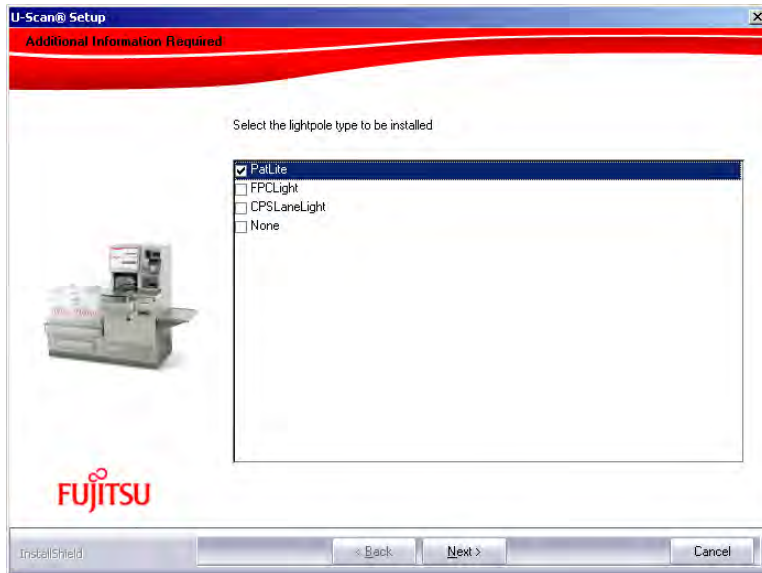 U-Scan® Setup
Additional Information Required
Select the lightpole type to be installed
PatLite
FPCLight
CPSLaneLight
None
FUJITSU
InstallShield
< Back
Next >
Cancel